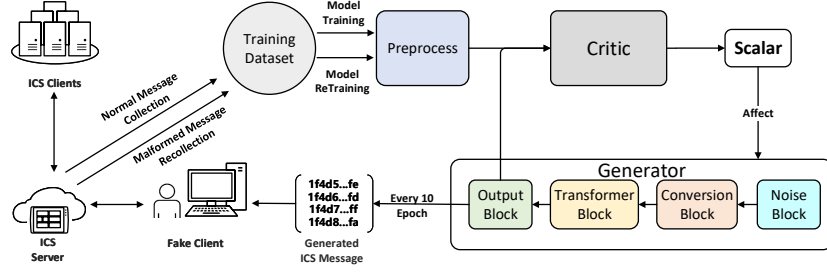 ICS Clients
Normal Message
Collection
Malformed Message
Recollection
ICS
Server
Training
Dataset
Model
Training
Model
ReTraining
Preprocess
Critic
Scalar
Affect
Generator
Output
Block
Transformer
Block
Conversion
Block
Noise
Block
Every 10
Epoch
1f4d5...fe
1f4d6...fd
1f4d7...ff
1f4d8...fa
Generated
ICS Message
Fake Client